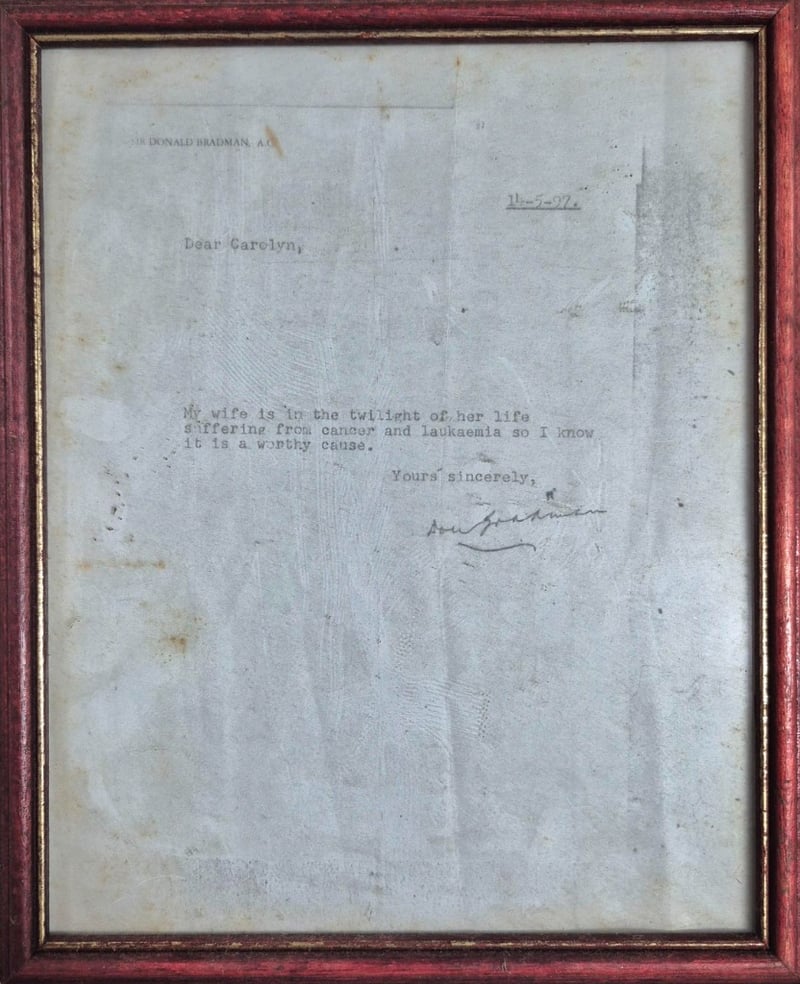 SIR DONALD BRADMAN, A.C.
14-5-97.
Dear Carolyn,
My wife is in the twilight of her life
suffering from cancer and laukaemia so I know
it is a worthy cause.
Yours sincerely,
Don Bradman